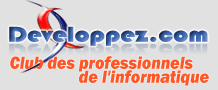 Developpez.com
Club des professionnels
de l'informatique